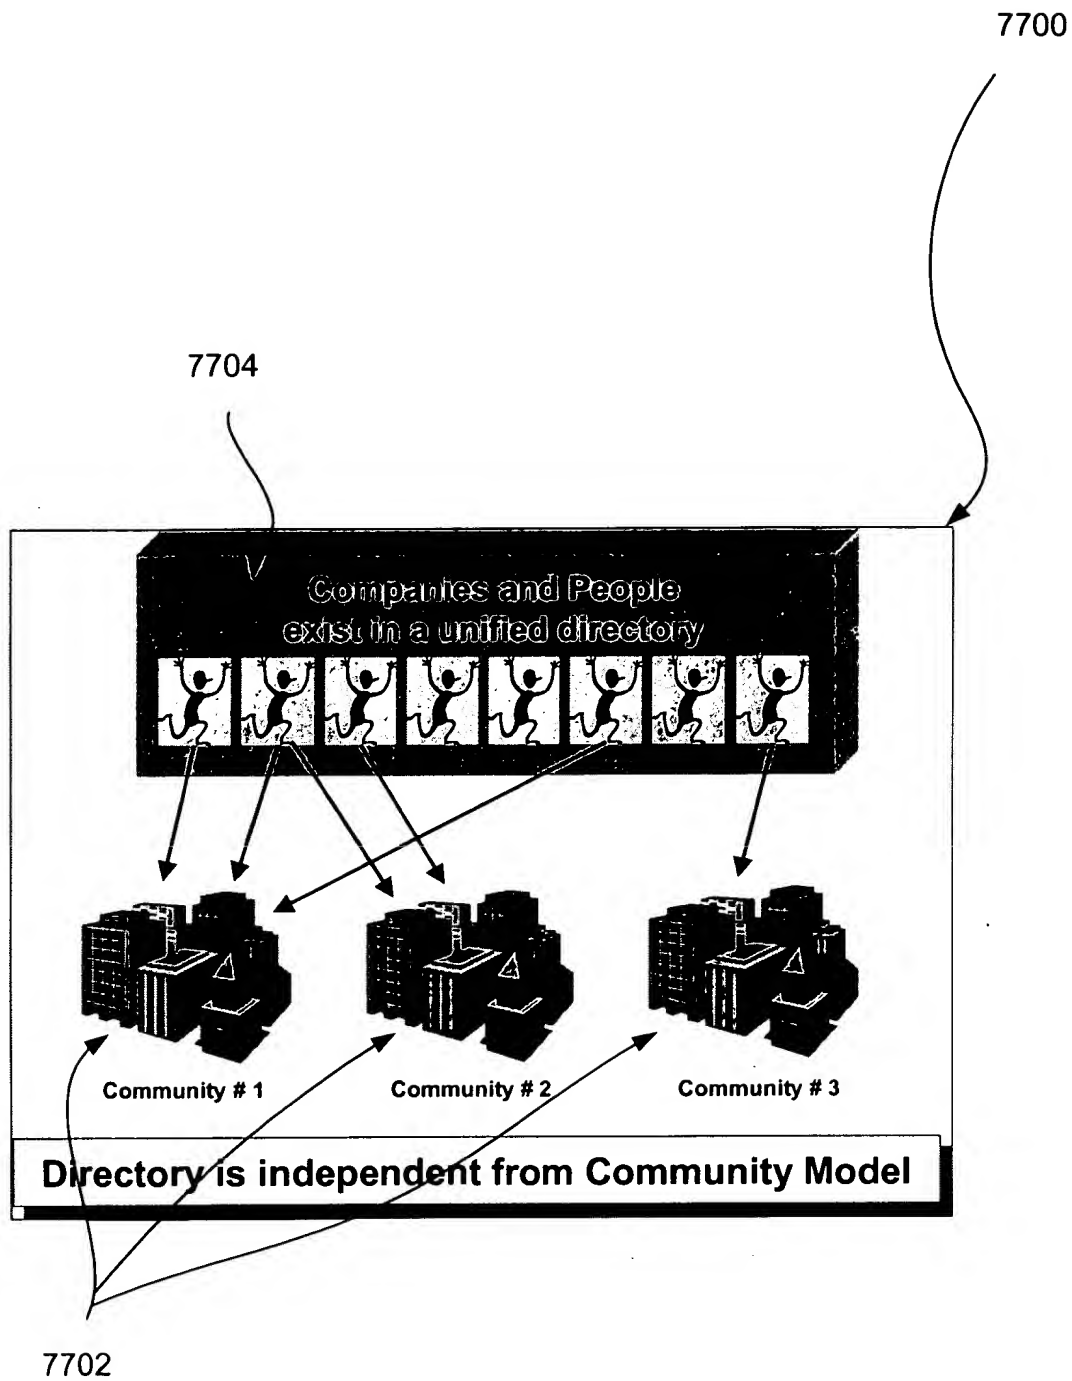 7700
7704
Companies and People
exist in a unified directory
Community # 1
Community # 2
Community # 3
Directory is independent from Community Model
7702